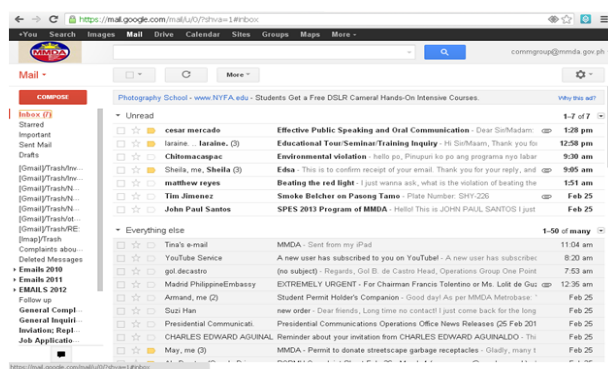 https://mail.google.com/mail/u/0/?shva=1#inbox
+You Search Images Mail Drive Calendar Sites Groups Maps More
MMDA
commgroup@mmda.gov.ph
Mail
More
COMPOSE
Photography School - www.NYFA.edu - Students Get a Free DSLR Camera! Hands-On Intensive Courses. Why this ad?
Inbox (7)
Starred
Important
Sent Mail
Drafts
[Gmail]/Trash/Inv...
[Gmail]/Trash/Inv...
[Gmail]/Trash/N...
[Gmail]/Trash/N...
[Gmail]/Trash/N...
[Gmail]/Trash/ot...
[Gmail]/Trash/RE:
[Imap]/Trash
Complaints abou...
Deleted Messages
Emails 2010
Emails 2011
EMAILS 2012
Follow up
General Compl...
General Inquiri...
Inviation; Repl...
Job Applicatio...
Unread 1–7 of 7
cesar mercado Effective Public Speaking and Oral Communication - Dear Sir/Madam: 1:28 pm
laraine. .. laraine. (3) Educational Tour/Seminar/Training Inquiry - Hi Sir/Maam, Thank you for 12:58 pm
Chitomacaspac Environmental violation - hello po, Pinupun ko po ang programa nyo labar 9:30 am
Sheila, me, Sheila (3) Edsa - This is to confirm receipt of your email. Thank you for your reply, and 9:05 am
matthew reyes Beating the red light - I just wanna ask, what is the violation of beating the 1:51 am
Tim Jimenez Smoke Belcher on Pasong Tamo - Plate Number: SHY-226 Feb 25
John Paul Santos SPES 2013 Program of MMDA - Hello! This is JOHN PAUL SANTOS I just Feb 25
Everything else 1–50 of many
Tina's e-mail MMDA - Sent from my iPad 11:04 am
YouTube Service A new user has subscribed to you on YouTube! - A new user has subscribed 8:20 am
gol.decastro (no subject) - Regards, Gol B. de Castro Head, Operations Group One Point 7:53 am
Madrid PhilippineEmbassy EXTREMELY URGENT - For Chairman Francis Tolentino or Ms. Lolit de Guz 12:35 am
Armand, me (2) Student Permit Holder's Companion - Good day! As per MMDA Metrobase: Feb 25
Suzi Han new order - Dear friends, Long time no contact! I just come back for the long Feb 25
Presidential Communicati. Presidential Communications Operations Office News Releases (25 Feb 201 Feb 25
CHARLES EDWARD AGUINAL Reminder about your invitation from CHARLES EDWARD AGUINALDO - Thi Feb 25
May, me (3) MMDA - Permit to donate streetscape garbage receptacles - Gladly, many t Feb 25
https://mail.google.com/mail/u/0/?shva=1#inbox